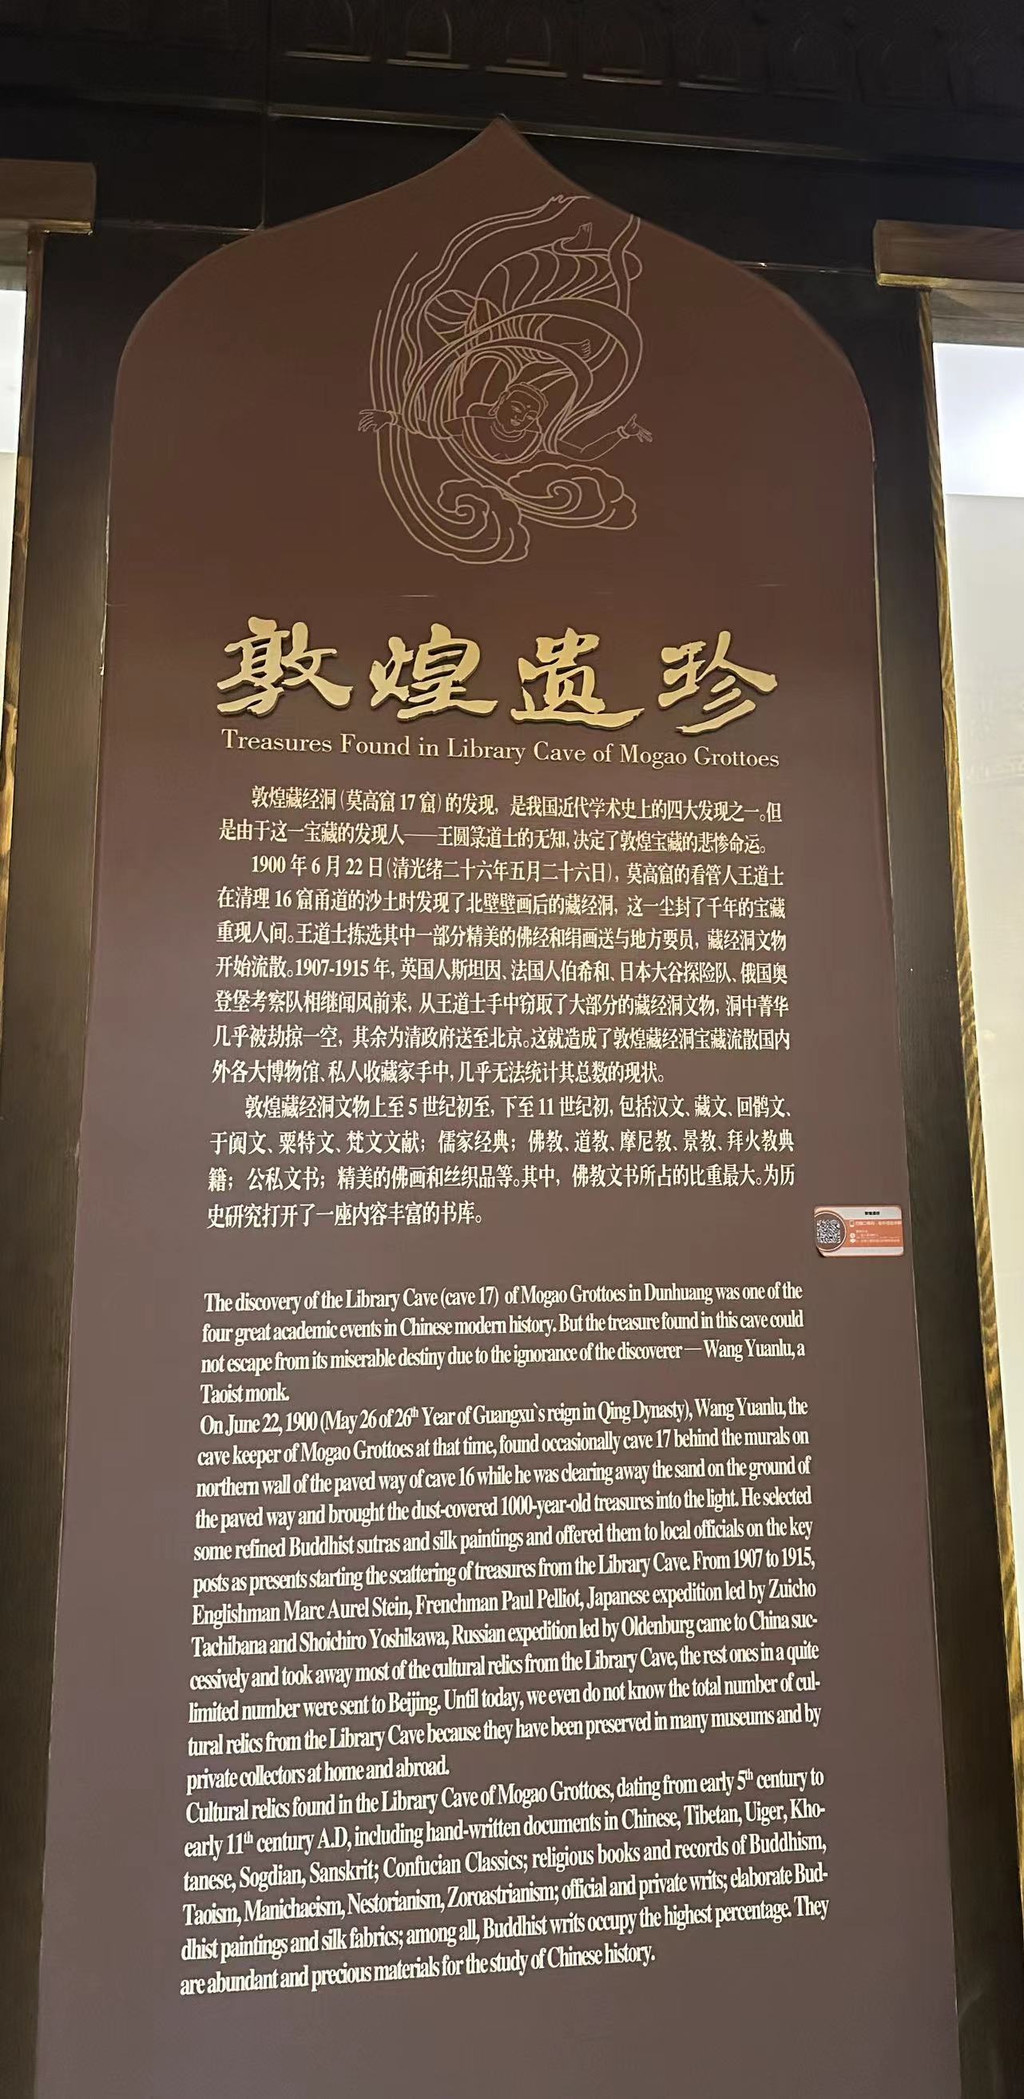 敦煌遗珍
Treasures Found in Library Cave of Mogao Grottoes
敦煌藏经洞（莫高窟17窟）的发现，是我国近代学术史上的四大发现之一。但
是由于这一宝藏的发现人——王圆箓道士的无知，决定了敦煌宝藏的悲惨命运。
1900年6月22日（清光绪二十六年五月二十六日），莫高窟的看管人王道士
在清理16窟甬道的沙土时发现了北壁壁画后的藏经洞，这一尘封了千年的宝藏
重现人间。王道士拣选其中一部分精美的佛经和绢画送与地方要员，藏经洞文物
开始流散。1907-1915年，英国人斯坦因、法国人伯希和、日本大谷探险队、俄国奥
登堡考察队相继闻风前来，从王道士手中窃取了大部分的藏经洞文物，洞中菁华
几乎被劫掠一空，其余为清政府送至北京。这就造成了敦煌藏经洞宝藏流散国内
外各大博物馆、私人收藏家手中，几乎无法统计其总数的现状。
敦煌藏经洞文物上至5世纪初至，下至11世纪初，包括汉文、藏文、回鹘文、
于阗文、粟特文、梵文文献；儒家经典；佛教、道教、摩尼教、景教、拜火教典
籍；公私文书；精美的佛画和丝织品等。其中，佛教文书所占的比重最大。为历
史研究打开了一座内容丰富的书库。
The discovery of the Library Cave (cave 17) of Mogao Grottoes in Dunhuang was one of the
four great academic events in Chinese modern history. But the treasure found in this cave could
not escape from its miserable destiny due to the ignorance of the discoverer — Wang Yuanlu, a
Taoist monk.
On June 22, 1900 (May 26 of 26th Year of Guangxu`s reign in Qing Dynasty), Wang Yuanlu, the
cave keeper of Mogao Grottoes at that time, found occasionally cave 17 behind the murals on
northern wall of the paved way of cave 16 while he was clearing away the sand on the ground of
the paved way and brought the dust-covered 1000-year-old treasures into the light. He selected
some refined Buddhist sutras and silk paintings and offered them to local officials on the key
posts as presents starting the scattering of treasures from the Library Cave. From 1907 to 1915,
Englishman Marc Aurel Stein, Frenchman Paul Pelliot, Japanese expedition led by Zuicho
Tachibana and Shoichiro Yoshikawa, Russian expedition led by Oldenburg came to China suc-
cessively and took away most of the cultural relics from the Library Cave, the rest ones in a quite
limited number were sent to Beijing. Until today, we even do not know the total number of cul-
tural relics from the Library Cave because they have been preserved in many museums and by
private collectors at home and abroad.
Cultural relics found in the Library Cave of Mogao Grottoes, dating from early 5th century to
early 11th century A.D, including hand-written documents in Chinese, Tibetan, Uiger, Kho-
tanese, Sogdian, Sanskrit; Confucian Classics; religious books and records of Buddhism,
Taoism, Manichaeism, Nestorianism, Zoroastrianism; official and private writs; elaborate Bud-
dhist paintings and silk fabrics; among all, Buddhist writs occupy the highest percentage. They
are abundant and precious materials for the study of Chinese history.